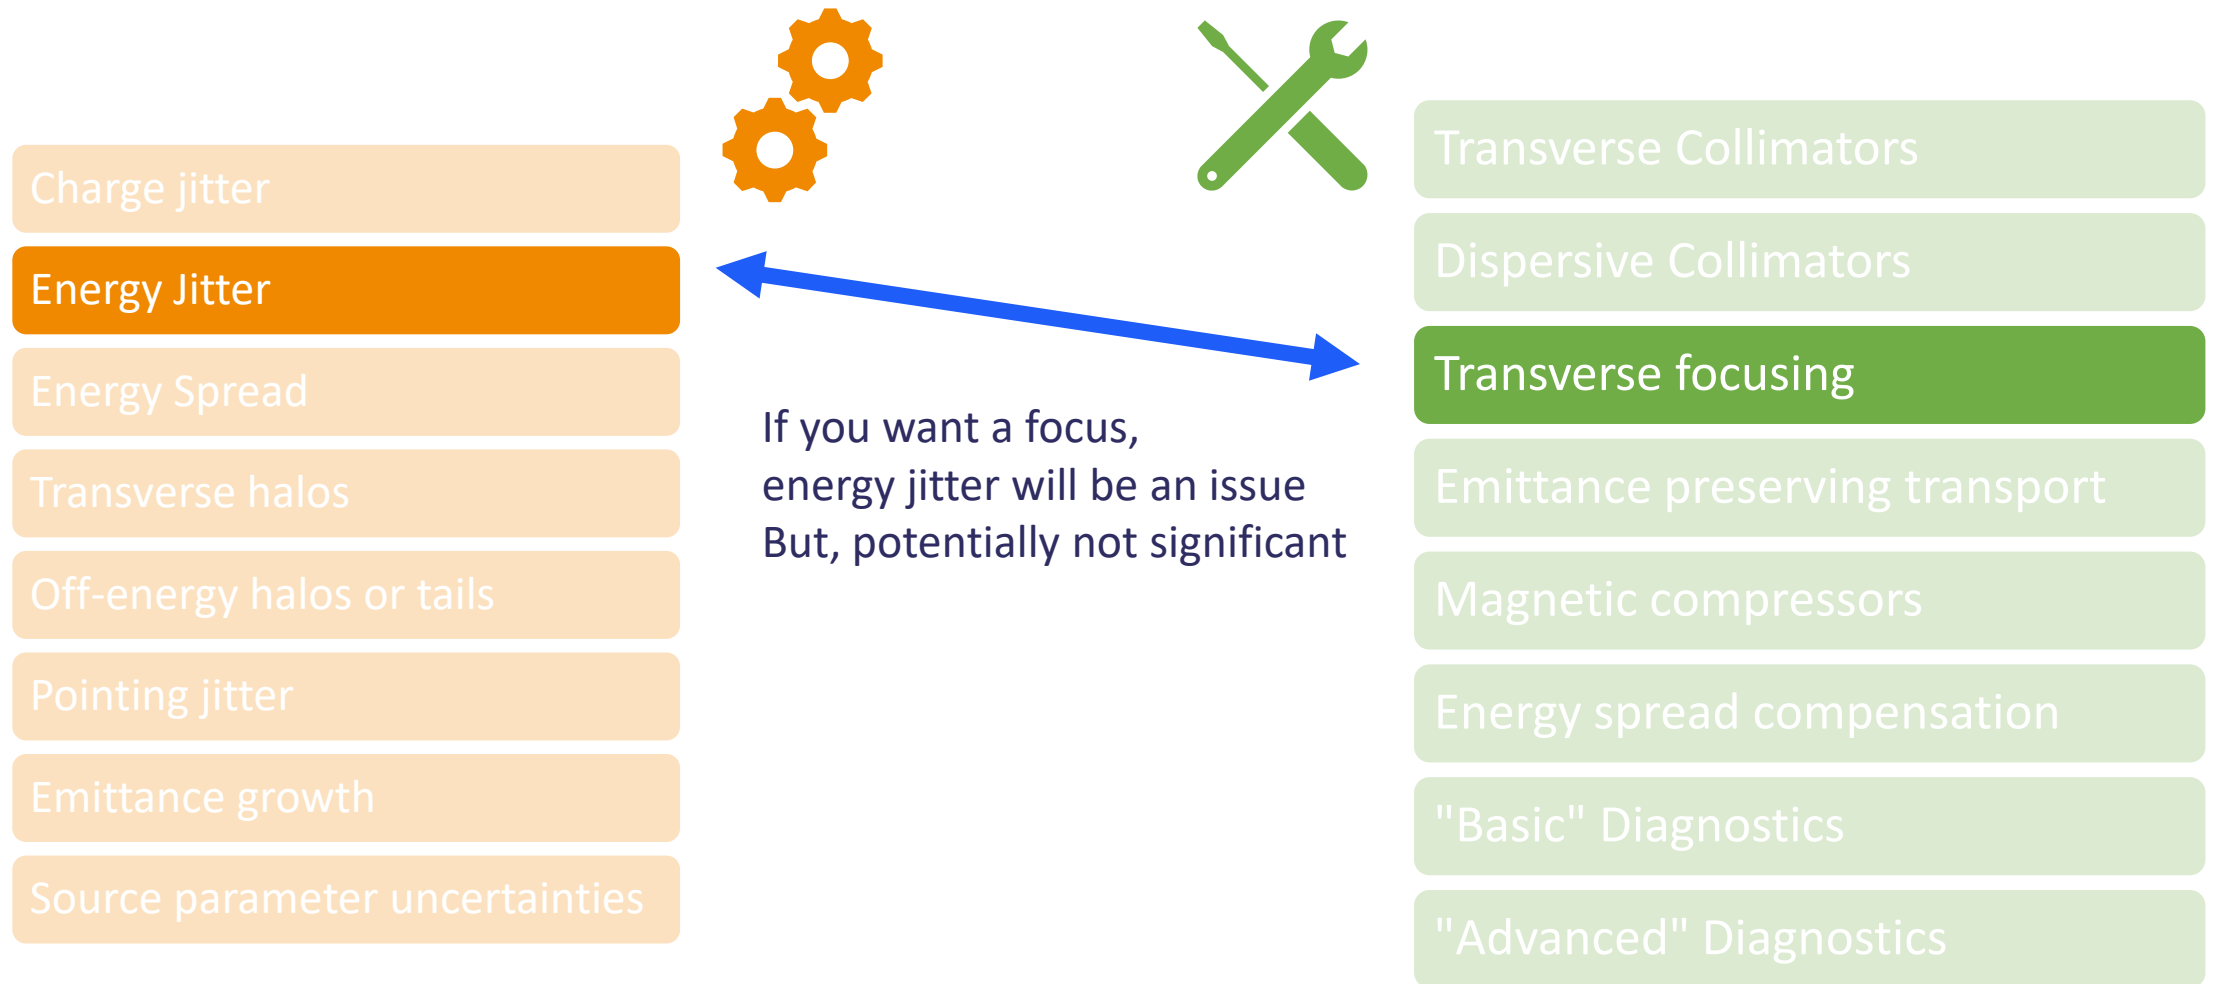 Charge jitter
Energy Jitter
Energy Spread
Transverse halos
Off-energy halos or tails
Pointing jitter
Emittance growth
Source parameter uncertainties
If you want a focus,
energy jitter will be an issue
But, potentially not significant
Transverse Collimators
Dispersive Collimators
Transverse focusing
Emittance preserving transport
Magnetic compressors
Energy spread compensation
"Basic" Diagnostics
"Advanced" Diagnostics